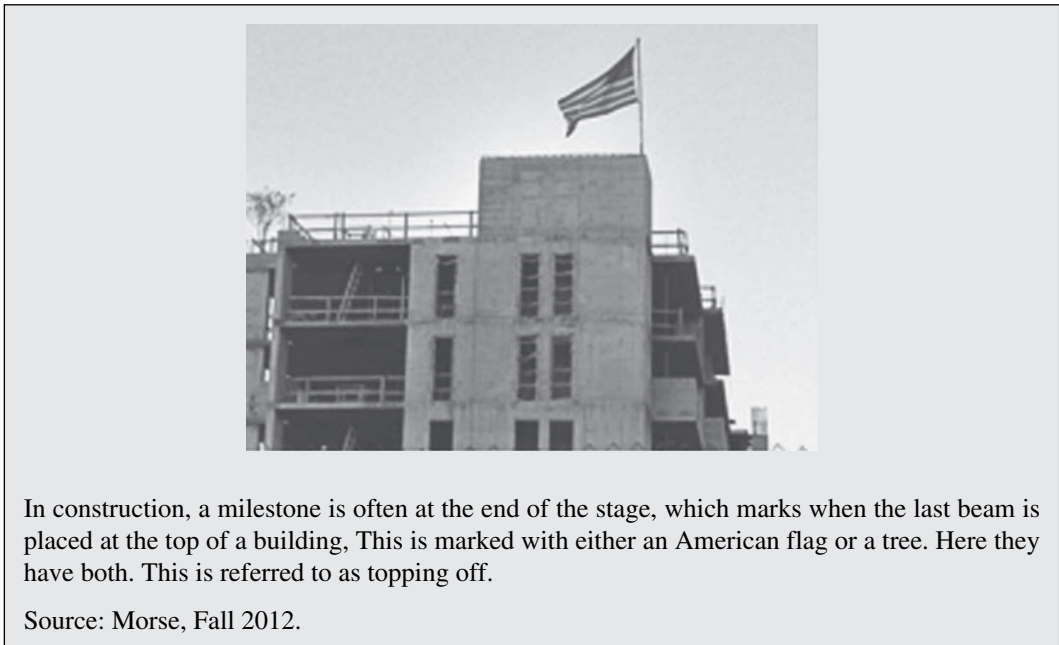 In construction, a milestone is often at the end of the stage, which marks when the last beam is
placed at the top of a building, This is marked with either an American flag or a tree. Here they
have both. This is referred to as topping off.
Source: Morse, Fall 2012.